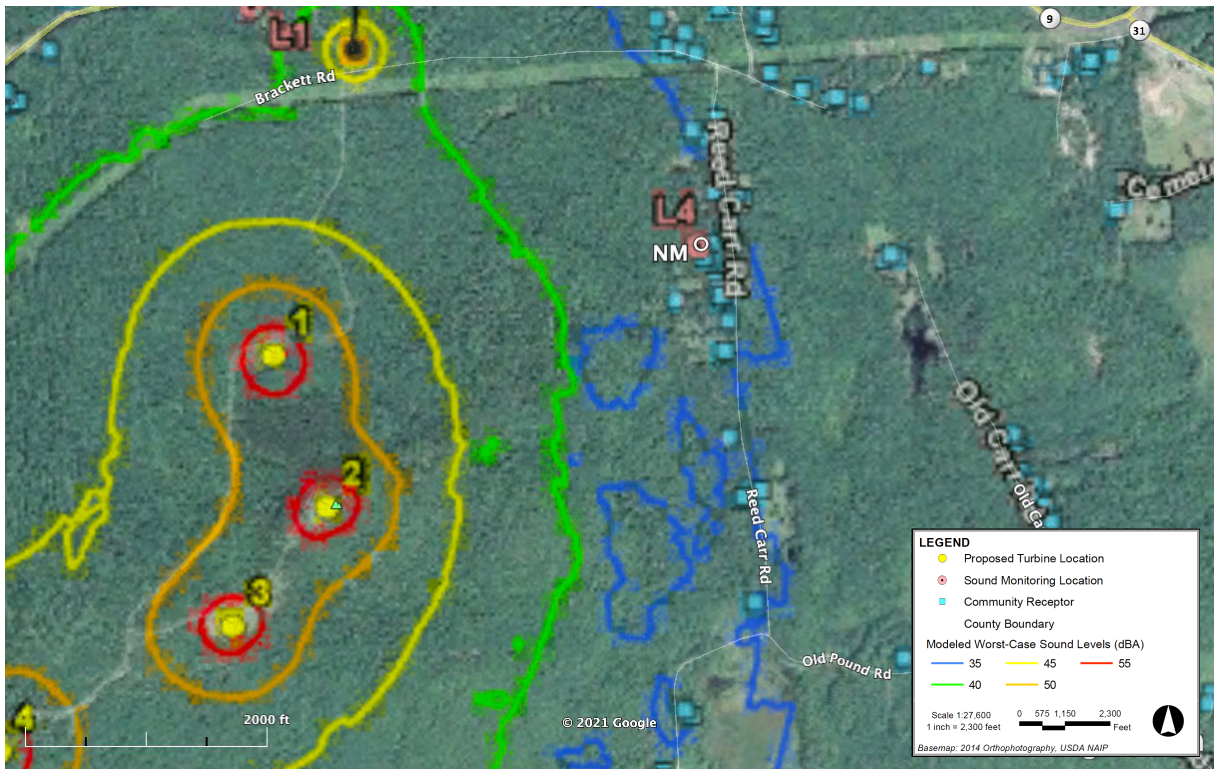 L1
9
31
Brackett Rd
Reed Carr Rd
L4
NM
1
2
3
4
Old Carr
Old Ca
Reed Carr Rd
Old Pound Rd
2000 ft
© 2021 Google
LEGEND
Proposed Turbine Location
Sound Monitoring Location
Community Receptor
County Boundary
Modeled Worst-Case Sound Levels (dBA)
35 45 55
40 50
Scale 1:27,600
1 inch = 2,300 feet
0 575 1,150 2,300
Feet
Basemap: 2014 Orthophotography, USDA NAIP